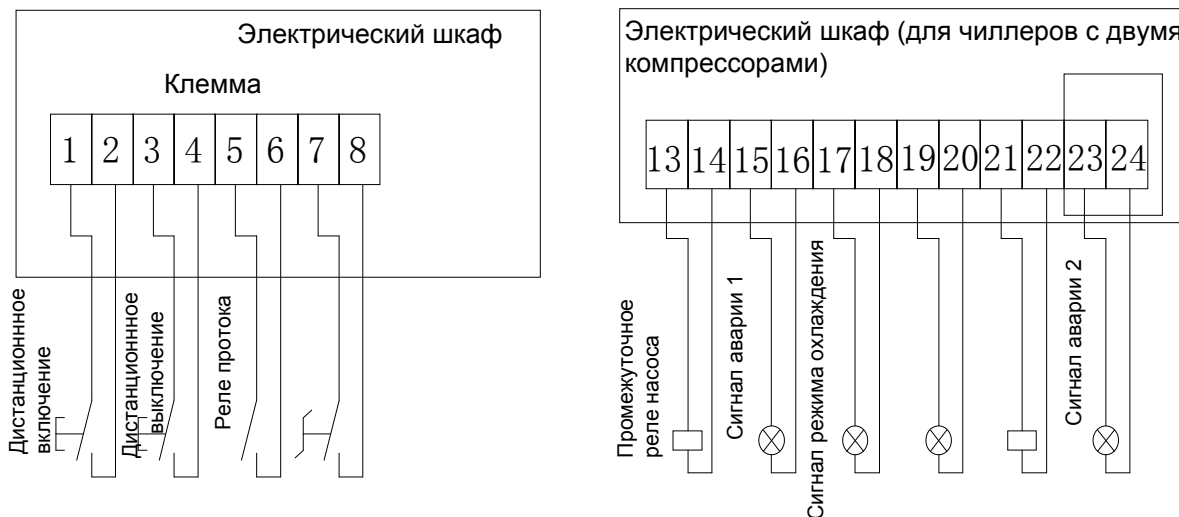 Электрический шкаф
Клемма
1 2 3 4 5 6 7 8
Дистанционнное
включение
Дистанционнное
выключение
Реле протока
Электрический шкаф (для чиллеров с двумя
компрессорами)
13 14 15 16 17 18 19 20 21 22 23 24
Промежуточное
реле насоса
Сигнал аварии 1
Сигнал режима охлаждения
Сигнал аварии 2